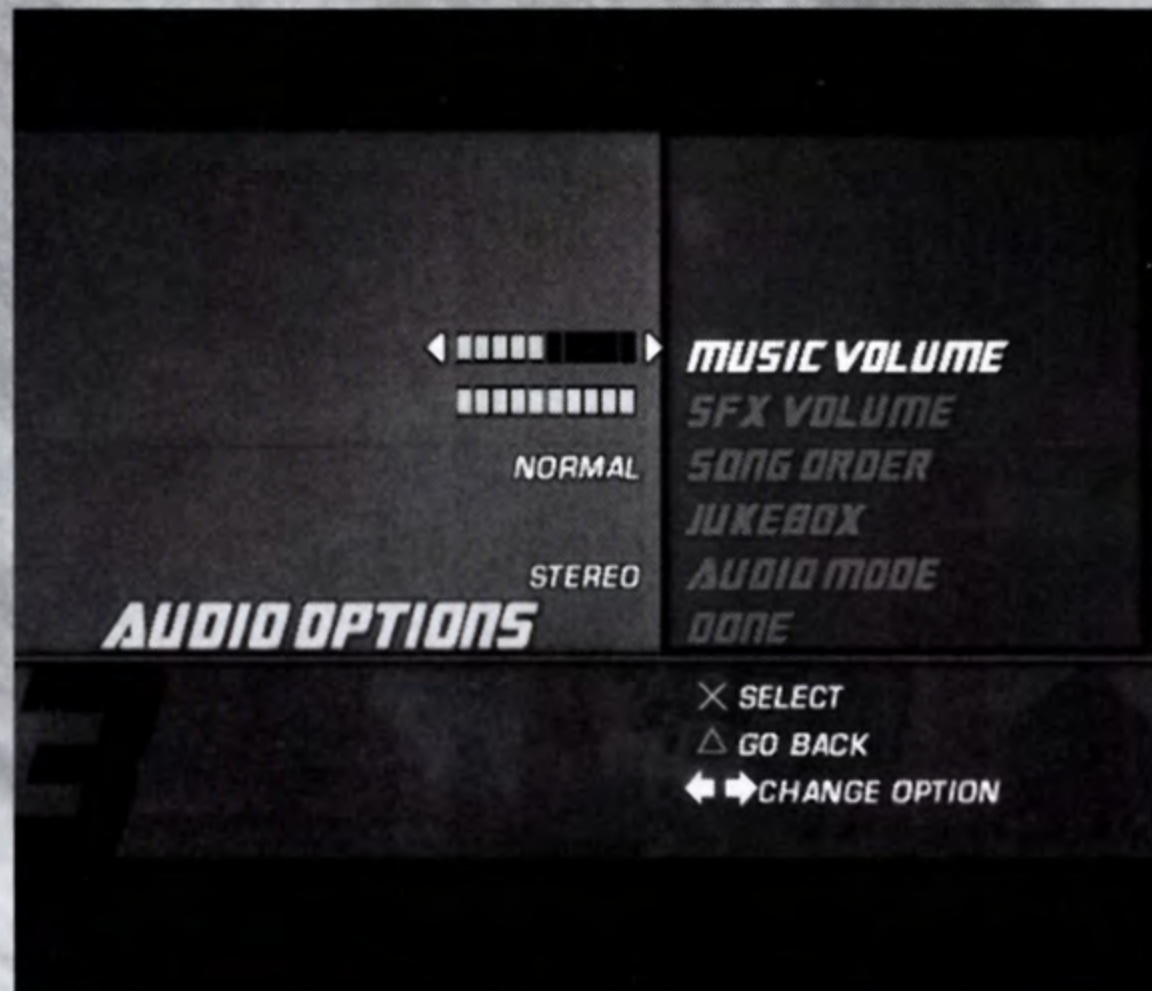 MUSIC VOLUME
SFX VOLUME
NORMAL SONG ORDER
JUKEBOX
STEREO AUDIO MODE
AUDIO OPTIONS DONE
SELECT
GO BACK
CHANGE OPTION